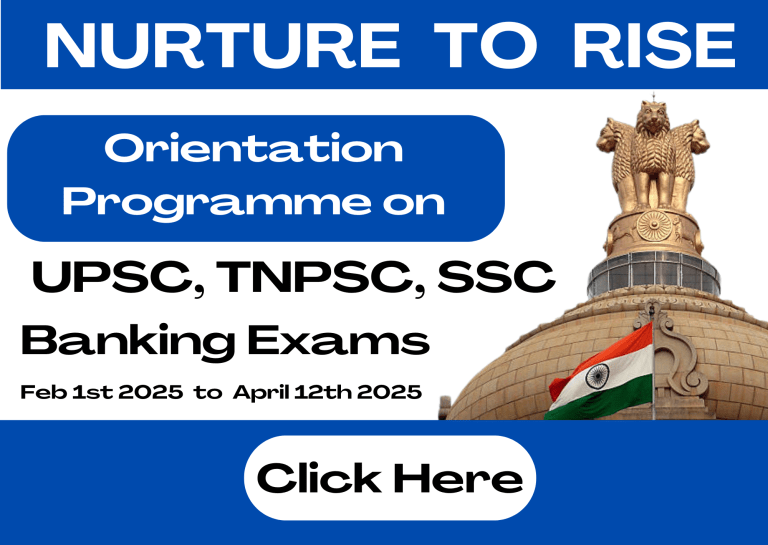 NURTURE TO RISE
Orientation
Programme on
UPSC, TNPSC, SSC
Banking Exams
Feb 1st 2025 to April 12th 2025
Click Here